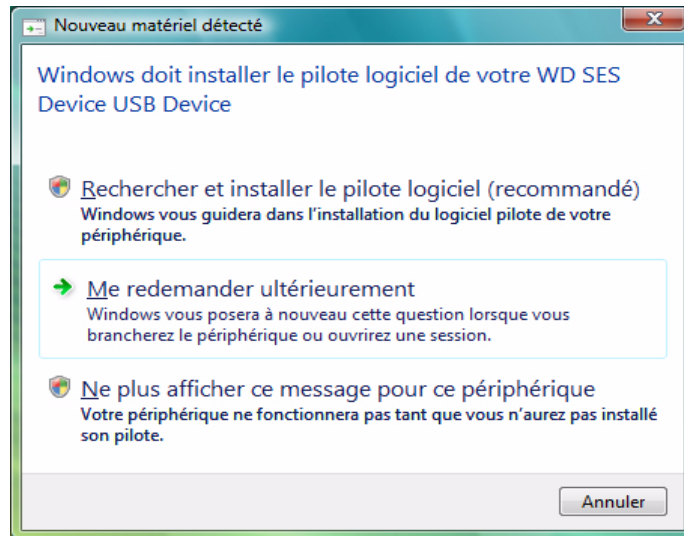 Nouveau matériel détecté
Windows doit installer le pilote logiciel de votre WD SES
Device USB Device
Rechercher et installer le pilote logiciel (recommandé)
Windows vous guidera dans l'installation du logiciel pilote de votre
périphérique.
Me redemander ultérieurement
Windows vous posera à nouveau cette question lorsque vous
brancherez le périphérique ou ouvrirez une session.
Ne plus afficher ce message pour ce périphérique
Votre périphérique ne fonctionnera pas tant que vous n'aurez pas installé
son pilote.
Annuler